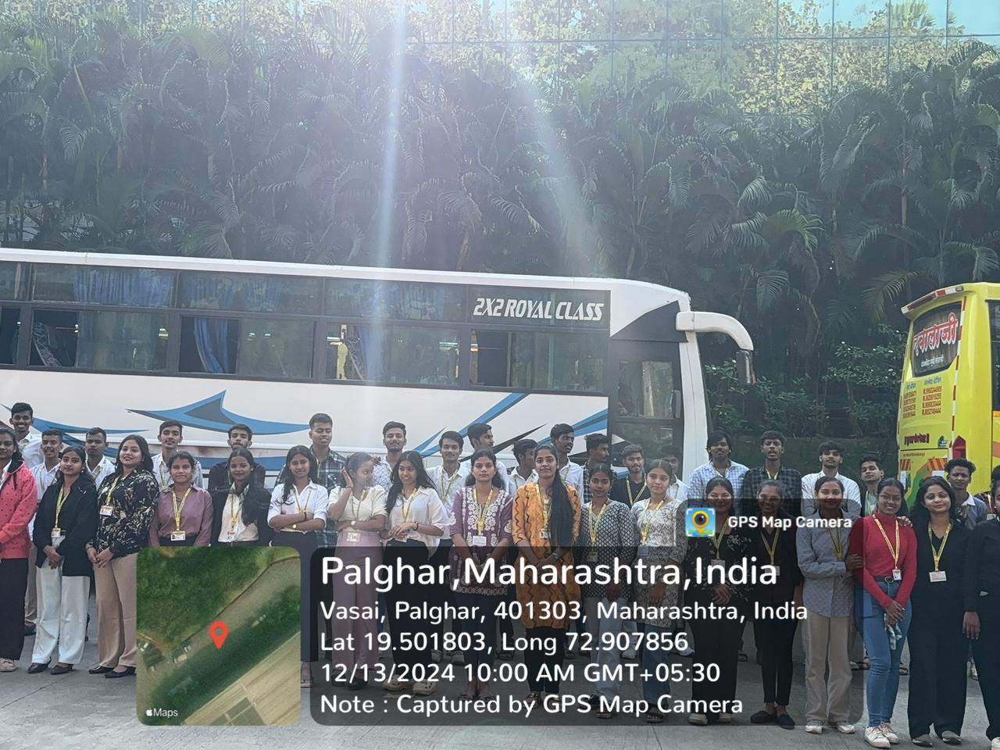 2X2 ROYAL CLASS
GPS Map Camera
Palghar,Maharashtra,India
Vasai, Palghar, 401303, Maharashtra, India
Lat 19.501803, Long 72.907856
12/13/2024 10:00 AM GMT+05:30
Note : Captured by GPS Map Camera
Maps